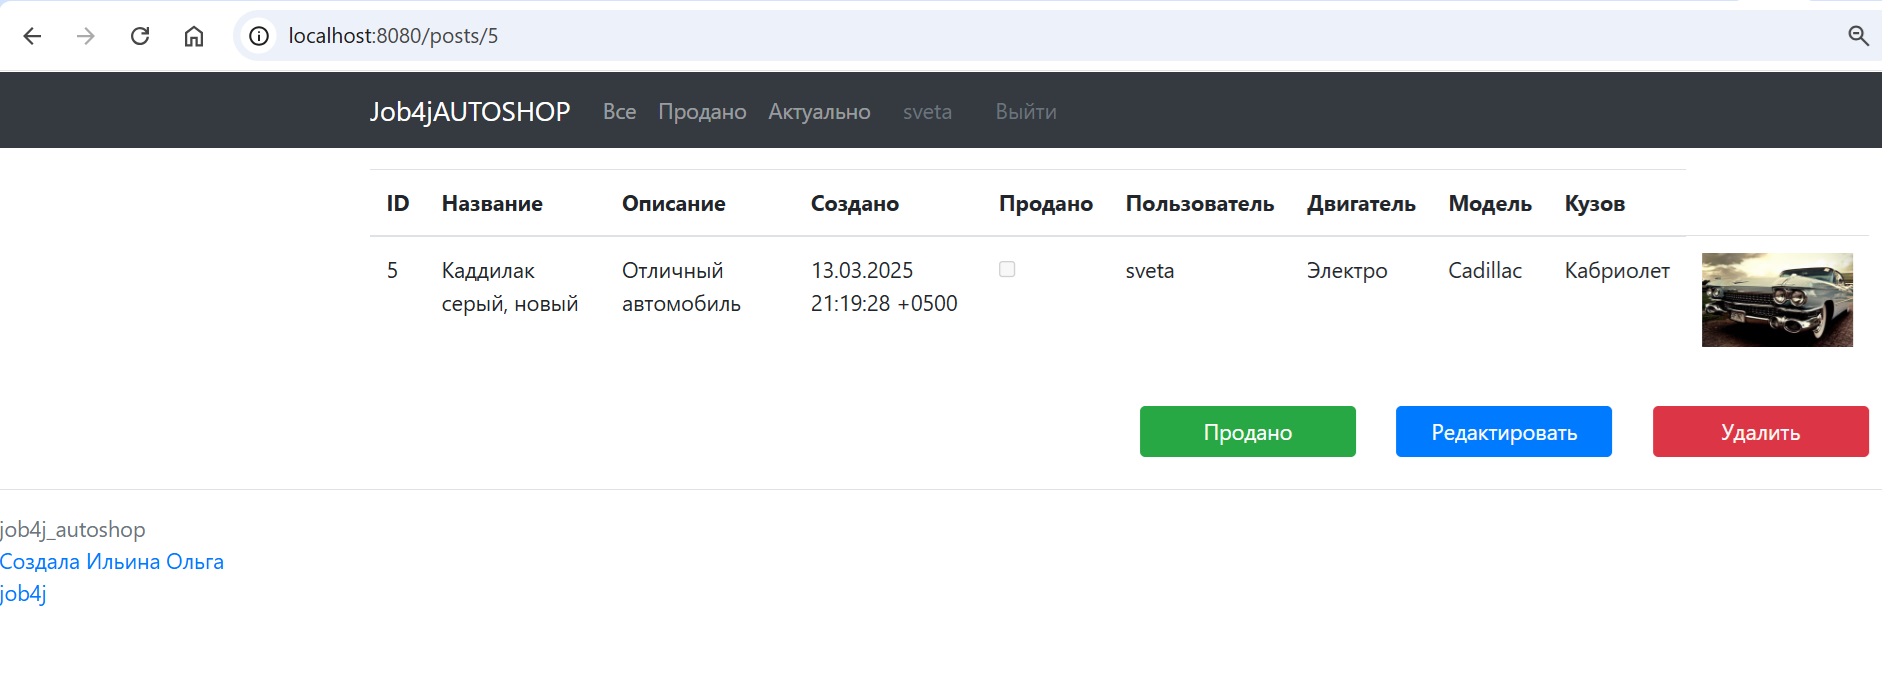 localhost:8080/posts/5
Job4jAUTOSHOP Все Продано Актуально sveta Выйти
ID Название Описание Создано Продано Пользователь Двигатель Модель Кузов
5 Каддилак Отличный 13.03.2025 sveta Электро Cadillac Кабриолет
серый, новый автомобиль 21:19:28 +0500
Продано Редактировать Удалить
job4j_autoshop
Создала Ильина Ольга
job4j